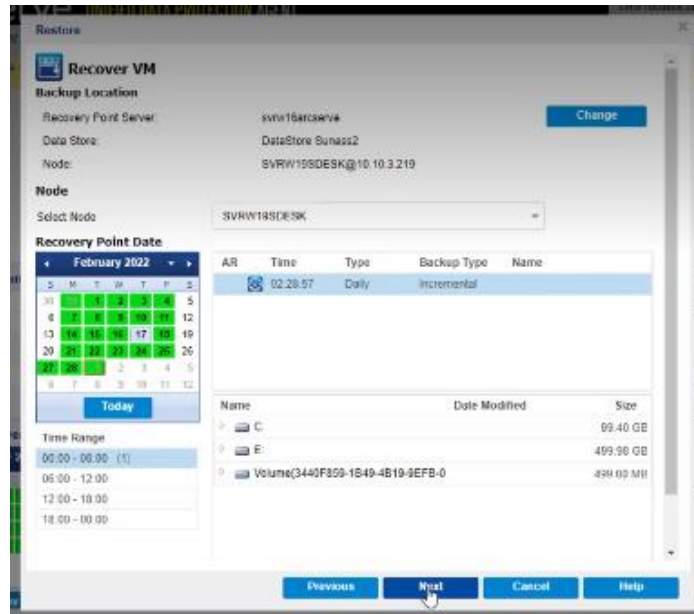 Restore
Recover VM
Backup Location
Recovery Point Server: svrw16arcserve Change
Data Store: DataStore Sunass2
Node: SVRW19SDESK@10.10.3.219
Node
Select Node SVRW19SDESK
Recovery Point Date
February 2022
AR Time Type Backup Type Name
02:28:57 Daily Incremental
S M T W T F S
30 1 2 3 4 5
6 7 8 9 10 11 12
13 14 15 16 17 18 19
20 21 22 23 24 25 26
27 28 2 3 4 5
6 7 8 9 10 11 12
Today
Name Date Modified Size
C: 99.40 GB
E: 499.98 GB
Volume(3440F859-1B49-4B19-9EFB-0 499.00 MB
Time Range
00:00 - 06:00 (1)
06:00 - 12:00
12:00 - 18:00
18:00 - 00:00
Previous Next Cancel Help